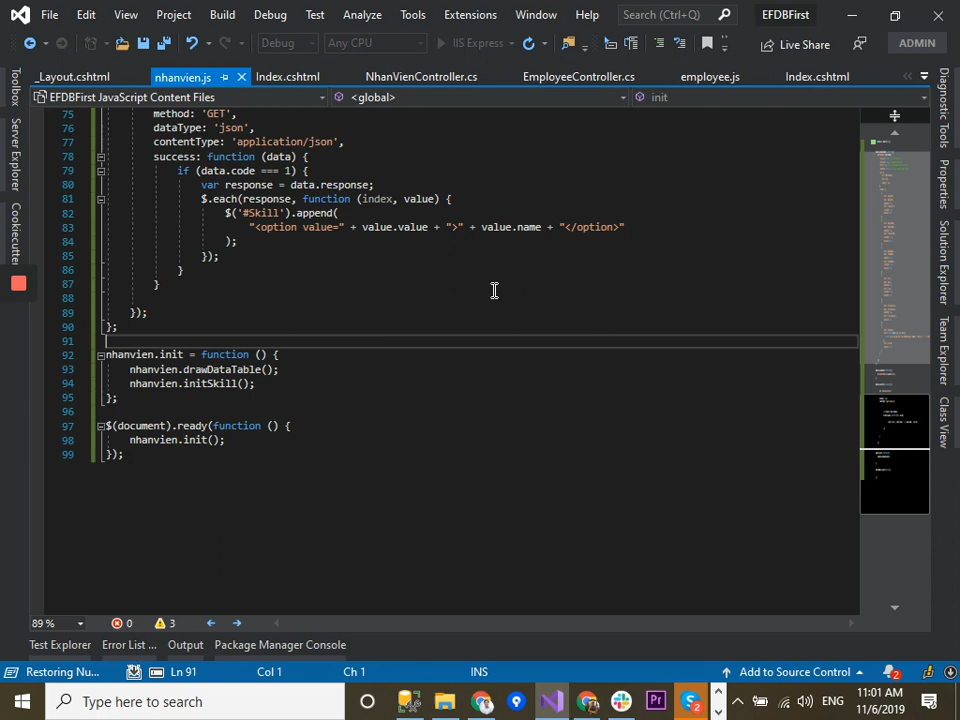 File Edit View Project Build Debug Test Analyze Tools Extensions Window Help Search (Ctrl+Q) EFDBFirst
Debug Any CPU IIS Express Live Share ADMIN
_Layout.cshtml nhanvien.js Index.cshtml NhanVienController.cs EmployeeController.cs employee.js Index.cshtml
EFDBFirst JavaScript Content Files <global> init
Toolbox
Server Explorer
Cookiecutter
75 method: 'GET',
76 dataType: 'json',
77 contentType: 'application/json',
78 success: function (data) {
79 if (data.code === 1) {
80 var response = data.response;
81 $.each(response, function (index, value) {
82 $('#Skill').append(
83 "<option value=" + value.value + ">" + value.name + "</option>"
84 );
85 });
86 }
87 }
88
89 });
90 };
91
92 nhanvien.init = function () {
93 nhanvien.drawDataTable();
94 nhanvien.initSkill();
95 };
96
97 $(document).ready(function () {
98 nhanvien.init();
99 });
Diagnostic Tools
Properties
Solution Explorer
Team Explorer
Class View
89 % 0 3
Test Explorer Error List ... Output Package Manager Console
Restoring Nu... Ln 91 Col 1 Ch 1 INS Add to Source Control 2
Type here to search Pr 2 ENG 11:01 AM
11/6/2019